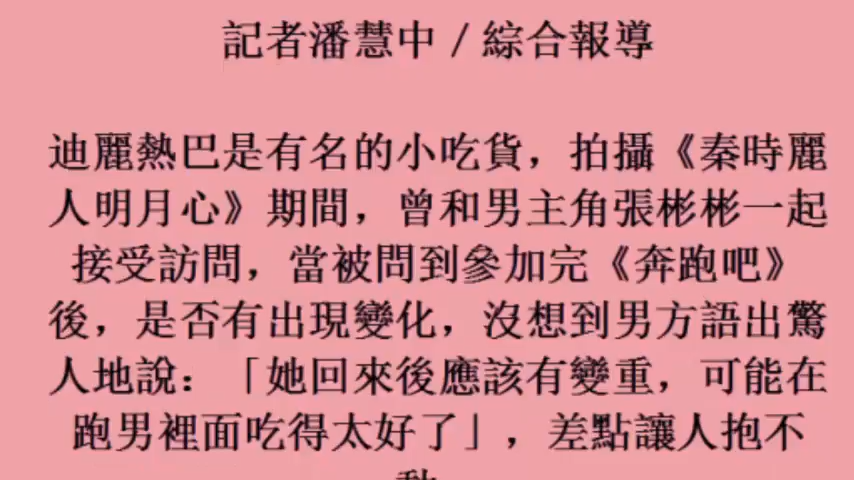 記者潘慧中／綜合報導
迪麗熱巴是有名的小吃貨，拍攝《秦時麗
人明月心》期間，曾和男主角張彬彬一起
接受訪問，當被問到參加完《奔跑吧》
後，是否有出現變化，沒想到男方語出驚
人地說：「她回來後應該有變重，可能在
跑男裡面吃得太好了」，差點讓人抱不